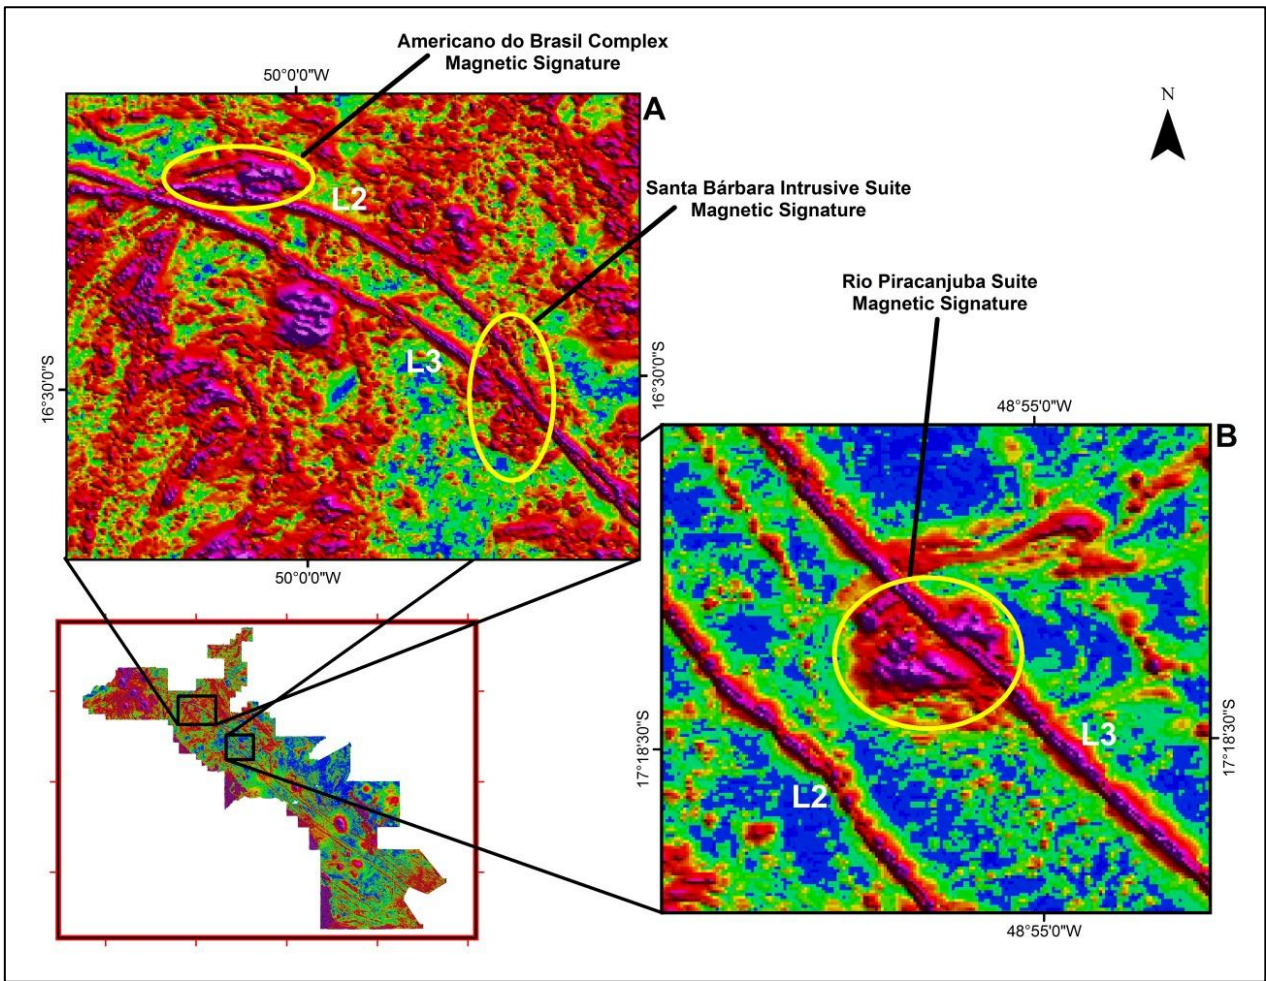 Americano do Brasil Complex
Magnetic Signature
50°0'0"W
A
N
Santa Bárbara Intrusive Suite
Magnetic Signature
L2
Rio Piracanjuba Suite
Magnetic Signature
L3
16°30'0"S
16°30'0"S
48°55'0"W
B
50°0'0"W
17°18'30"S
17°18'30"S
L3
L2
48°55'0"W